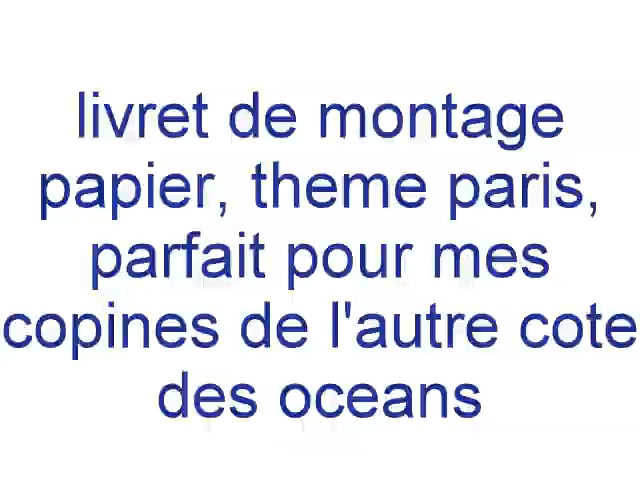 livret de montage
papier, theme paris,
parfait pour mes
copines de l'autre cote
des oceans